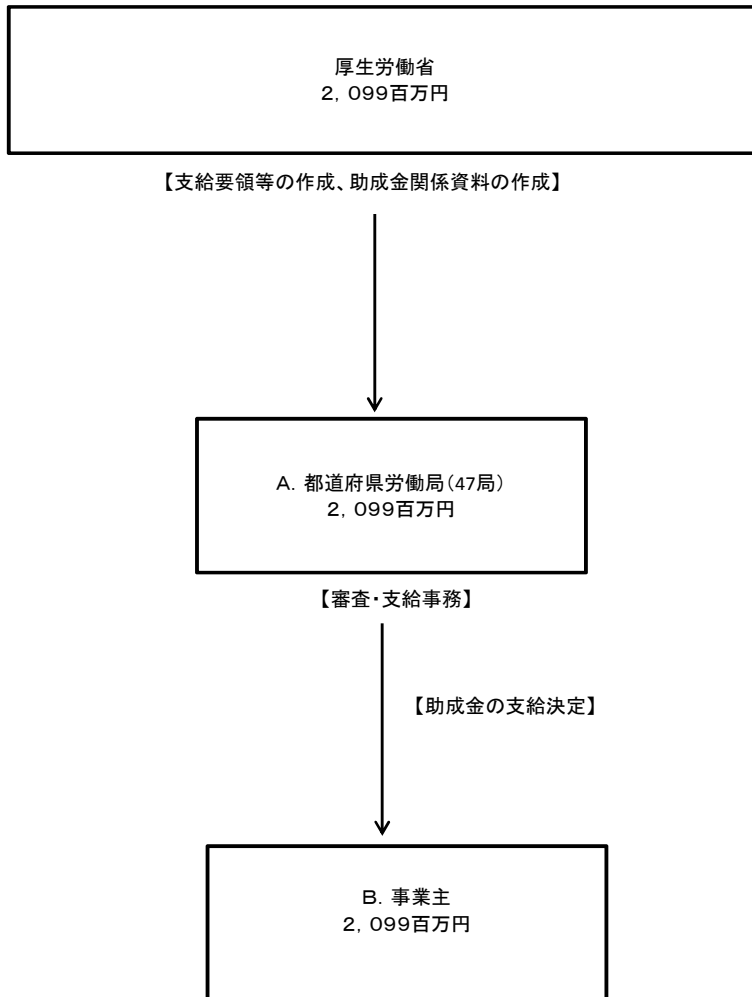 厚生労働省
２，０９９百万円
【支給要領等の作成、助成金関係資料の作成】
Ａ．都道府県労働局（47局）
２，０９９百万円
【審査・支給事務】
【助成金の支給決定】
Ｂ．事業主
２，０９９百万円